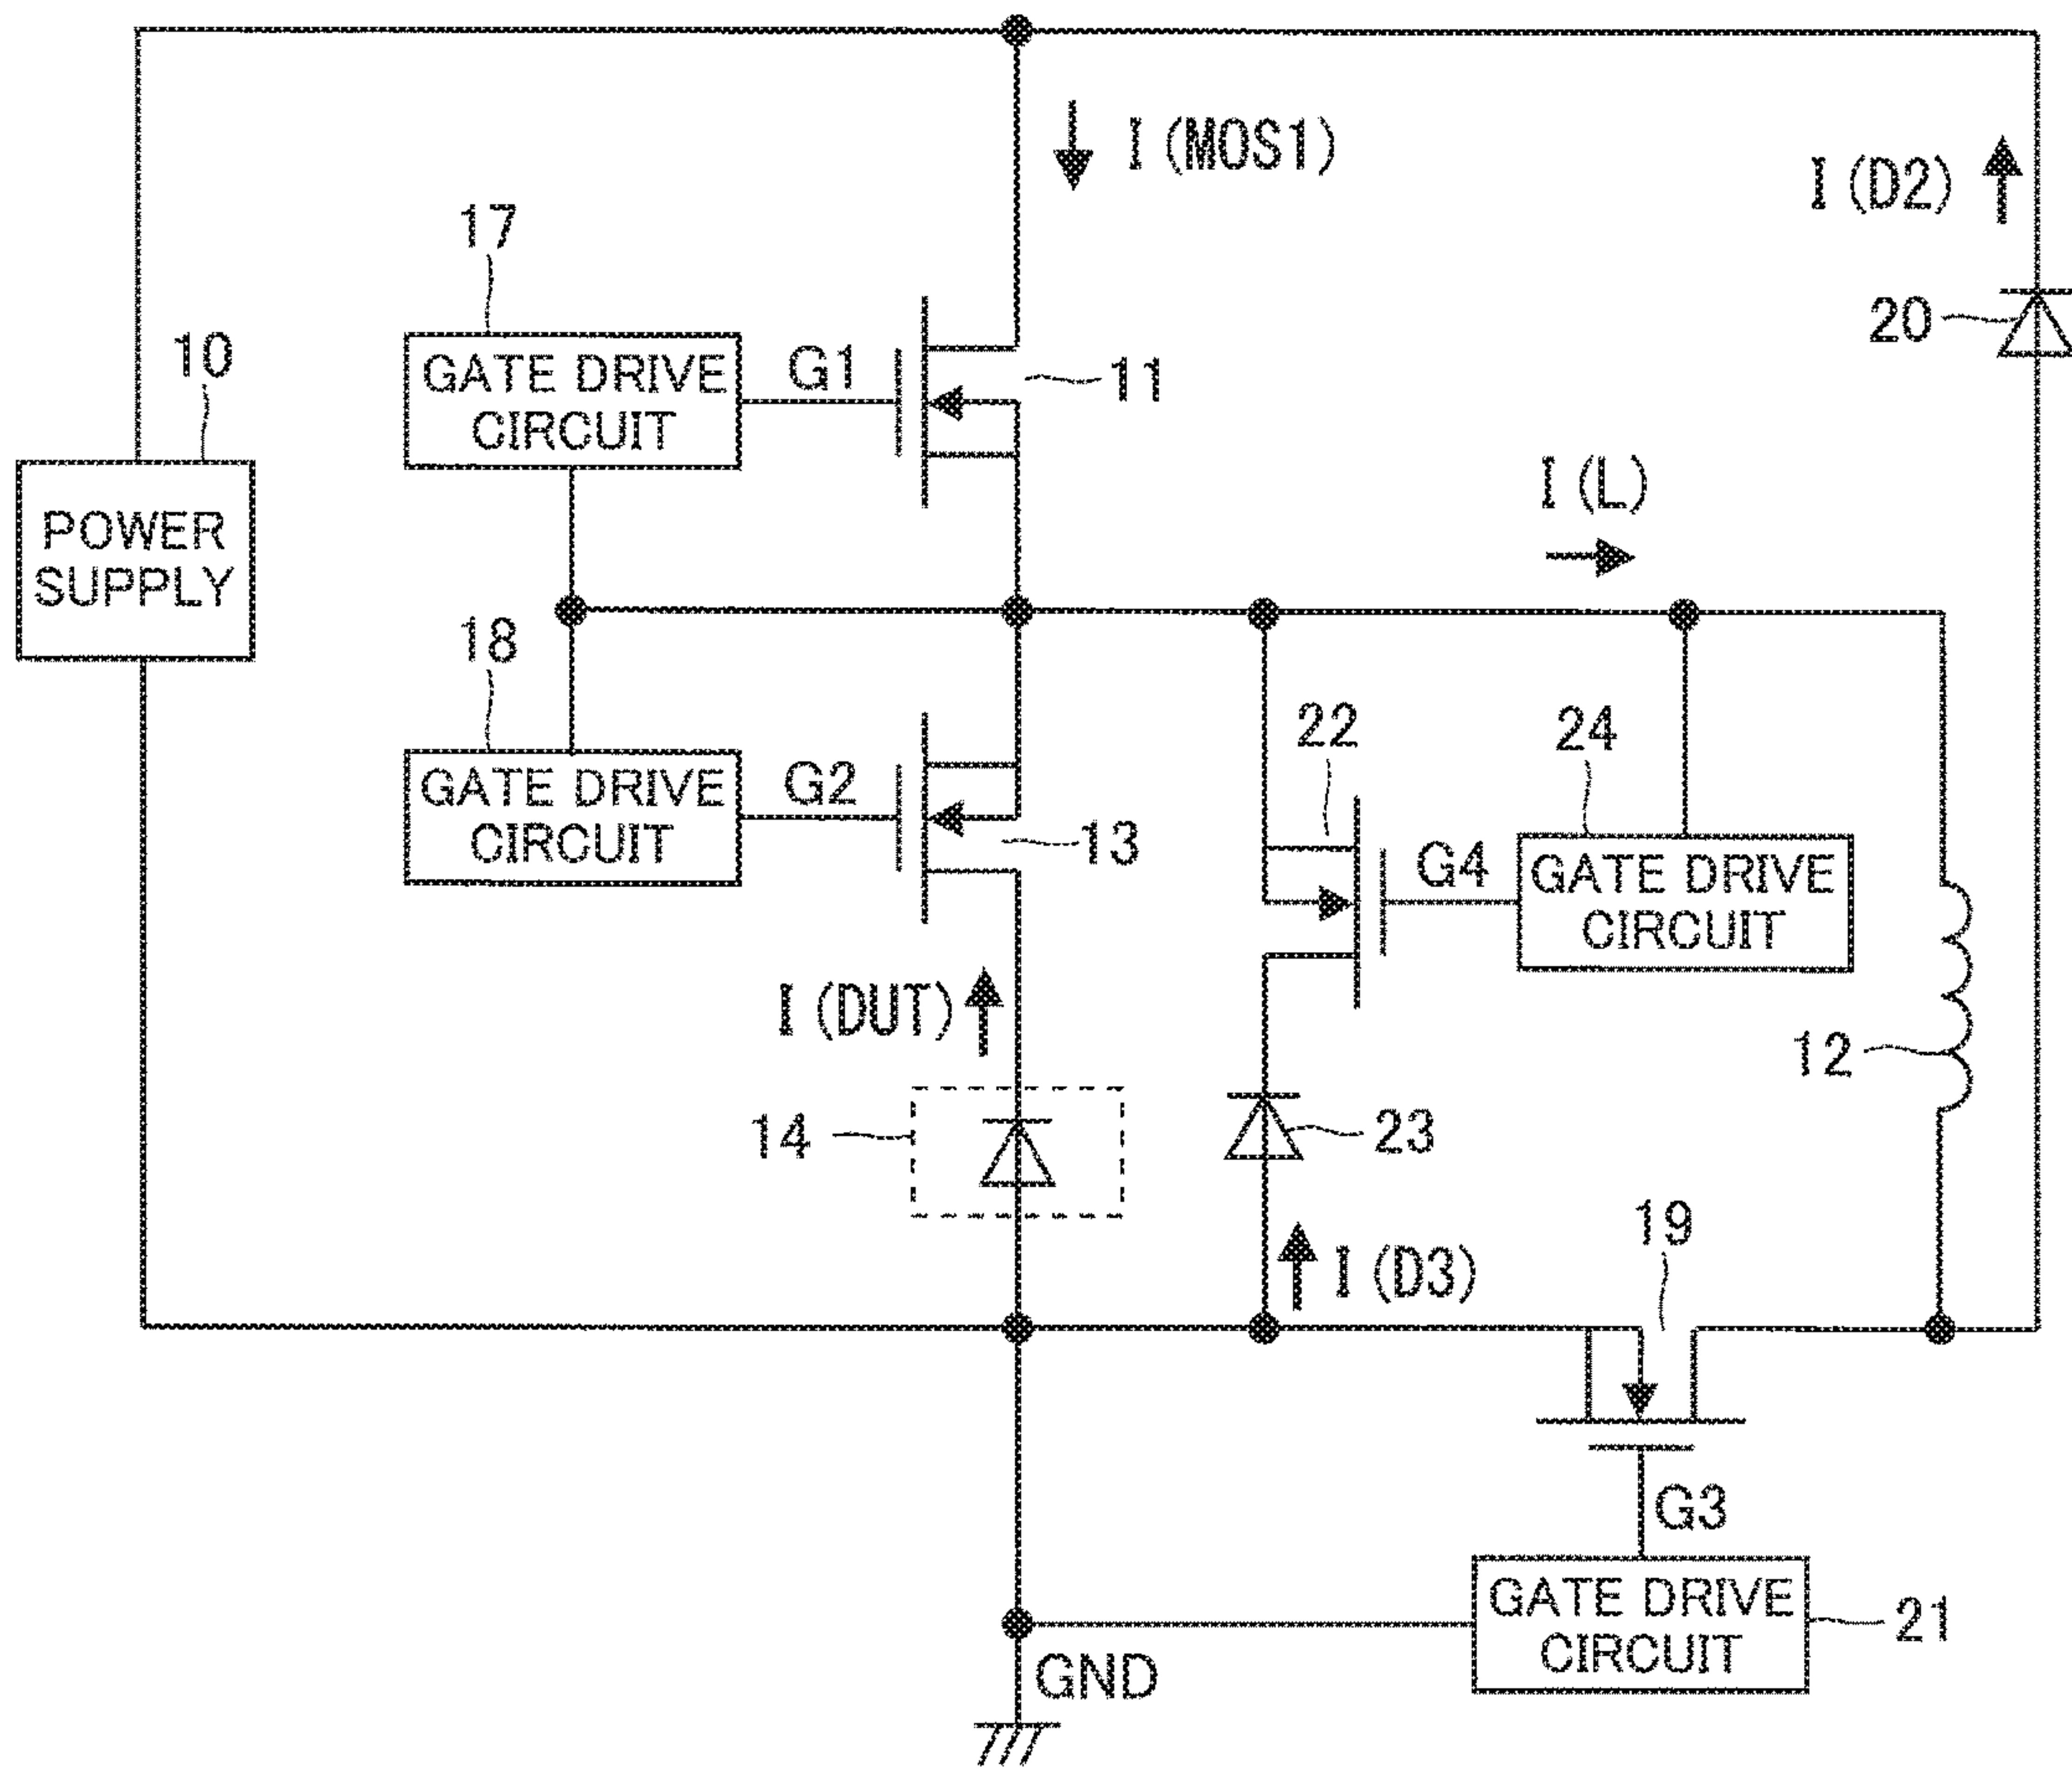 I (MOS1)
I (D2)
17
10
20
GATE DRIVE
CIRCUIT
G1
11
I (L)
POWER
SUPPLY
18
22
24
GATE DRIVE
CIRCUIT
G2
13
G4
GATE DRIVE
CIRCUIT
I (DUT)
12
14
23
19
I (D3)
G3
GATE DRIVE
CIRCUIT
21
GND